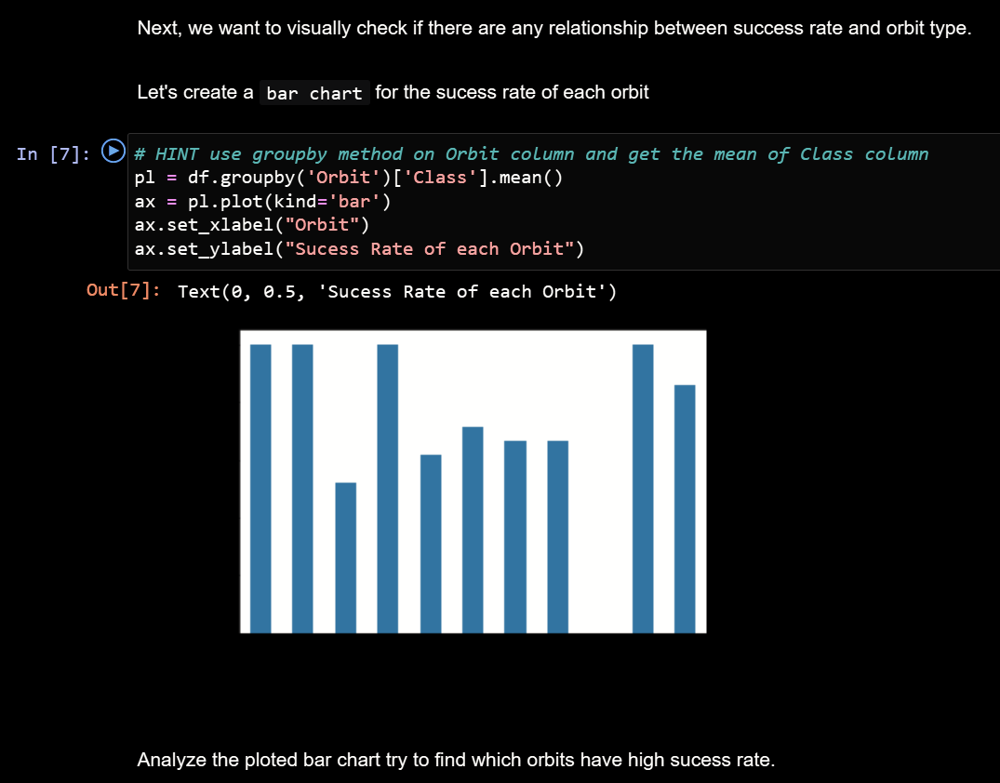 Next, we want to visually check if there are any relationship between success rate and orbit type.
Let's create a bar chart for the sucess rate of each orbit
In [7]: # HINT use groupby method on Orbit column and get the mean of Class column
pl = df.groupby('Orbit')['Class'].mean()
ax = pl.plot(kind='bar')
ax.set_xlabel("Orbit")
ax.set_ylabel("Sucess Rate of each Orbit")
Out[7]: Text(0, 0.5, 'Sucess Rate of each Orbit')
Analyze the ploted bar chart try to find which orbits have high sucess rate.